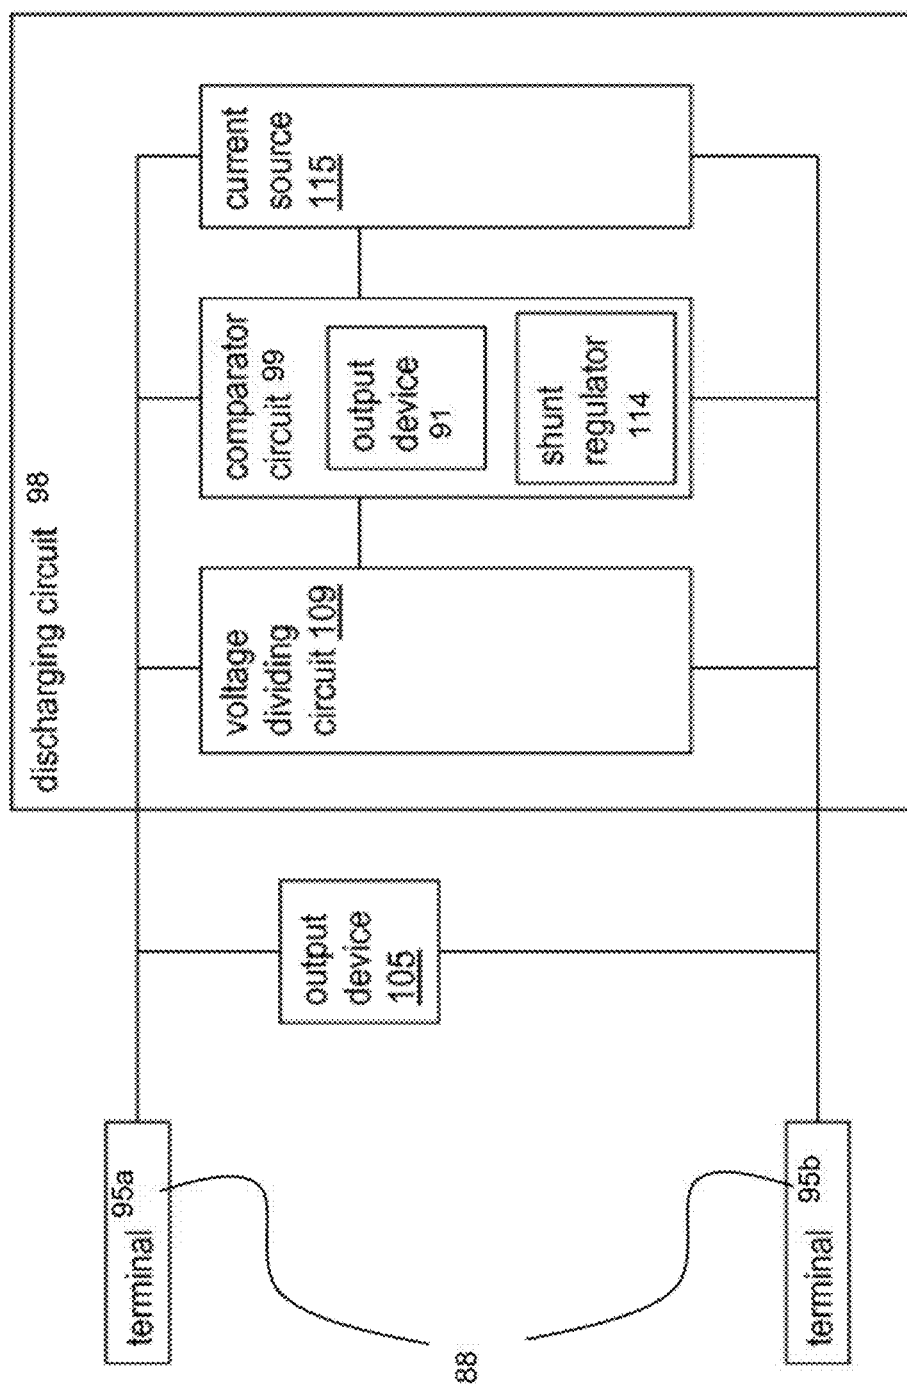 discharging circuit 98
terminal 95a
output
device
105
voltage
dividing
circuit 109
comparator
circuit 99
output
device
91
shunt
regulator
114
current
source
115
88
terminal 95b